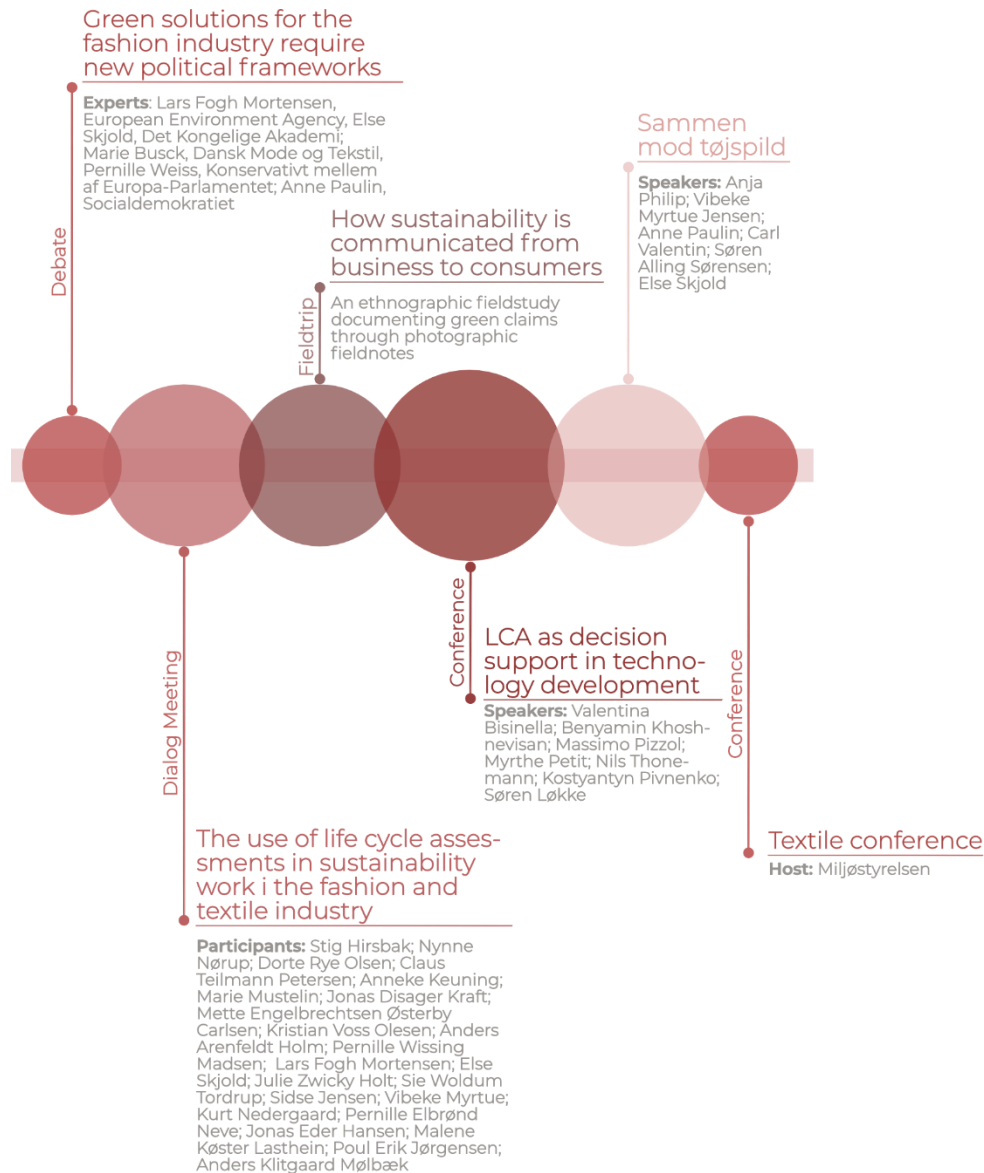 Green solutions for the
fashion industry require
new political frameworks
Experts: Lars Fogh Mortensen,
European Environment Agency, Else
Skjold, Det Kongelige Akademi;
Marie Busck, Dansk Mode og Tekstil,
Pernille Weiss, Konservativt mellem
af Europa-Parlamentet; Anne Paulin,
Socialdemokratiet
Debate
How sustainability is
communicated from
business to consumers
An ethnographic fieldstudy
documenting green claims
through photographic
fieldnotes
Fieldtrip
Sammen
mod tøjspild
Speakers: Anja
Philip; Vibeke
Myrtue Jensen;
Anne Paulin; Carl
Valentin; Søren
Alling Sørensen;
Else Skjold
Dialog Meeting
The use of life cycle asses-
sments in sustainability
work i the fashion and
textile industry
Participants: Stig Hirsbak; Nynne
Nørup; Dorte Rye Olsen; Claus
Teilmann Petersen; Anneke Keuning;
Marie Mustelin; Jonas Disager Kraft;
Mette Engelbrechtsen Østerby
Carlsen; Kristian Voss Olesen; Anders
Arenfeldt Holm; Pernille Wissing
Madsen;  Lars Fogh Mortensen; Else
Skjold; Julie Zwicky Holt; Sie Woldum
Tordrup; Sidse Jensen; Vibeke Myrtue;
Kurt Nedergaard; Pernille Elbrønd
Neve; Jonas Eder Hansen; Malene
Køster Lasthein; Poul Erik Jørgensen;
Anders Klitgaard Mølbæk
Conference
LCA as decision
support in techno-
logy development
Speakers: Valentina
Bisinella; Benyamin Khosh-
nevisan; Massimo Pizzol;
Myrthe Petit; Nils Thone-
mann; Kostyantyn Pivnenko;
Søren Løkke
Conference
Textile conference
Host: Miljøstyrelsen